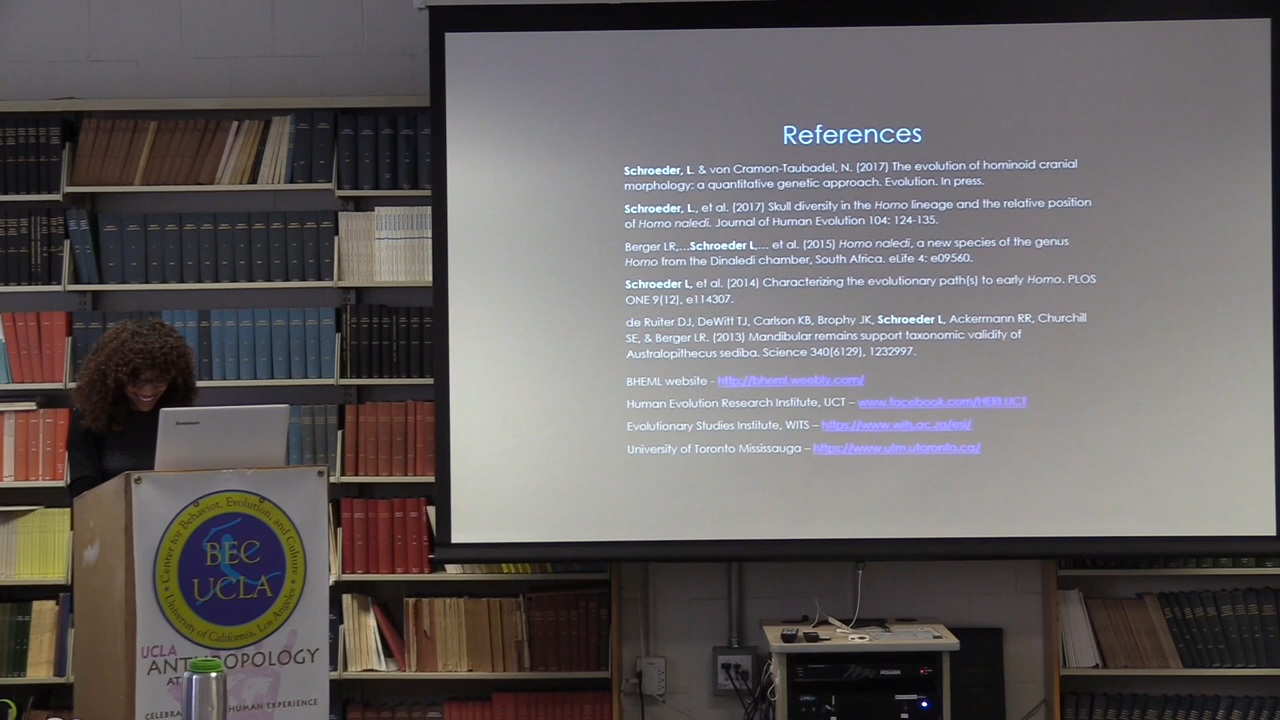 References
Schroeder, L. & von Cramon-Taubadel, N. (2017) The evolution of hominoid cranial
morphology: a quantitative genetic approach. Evolution. In press.
Schroeder, L., et al. (2017) Skull diversity in the Homo lineage and the relative position
of Homo naledi. Journal of Human Evolution 104: 124-135.
Berger LR,...Schroeder L,... et al. (2015) Homo naledi, a new species of the genus
Homo from the Dinaledi chamber, South Africa. eLife 4: e09560.
Schroeder L, et al. (2014) Characterizing the evolutionary path(s) to early Homo. PLOS
ONE 9(12), e114307.
de Ruiter DJ, DeWitt TJ, Carlson KB, Brophy JK, Schroeder L, Ackermann RR, Churchill
SE, & Berger LR. (2013) Mandibular remains support taxonomic validity of
Australopithecus sediba. Science 340(6129), 1232997.
BHEML website - http://bheml.weebly.com/
Human Evolution Research Institute, UCT – www.facebook.com/HERI.UCT
Evolutionary Studies Institute, WITS – https://www.wits.ac.za/esi/
University of Toronto Mississauga – https://www.utm.utoronto.ca/
lenovo
Center for Behavior, Evolution, and Culture
BEC
UCLA
University of California, Los Angeles
UCLA
ANTHROPOLOGY
AT
HUMAN EXPERIENCE
POWER